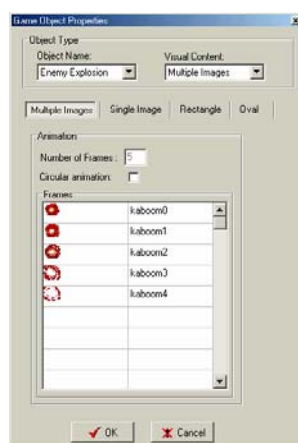 Game Object Properties
Object Type
Object Name: Visual Content:
Enemy Explosion Multiple Images
Multiple Images Single Image Rectangle Oval
Animation
Number of Frames : 5
Circular animation:
Frames
kaboom0
kaboom1
kaboom2
kaboom3
kaboom4
OK Cancel